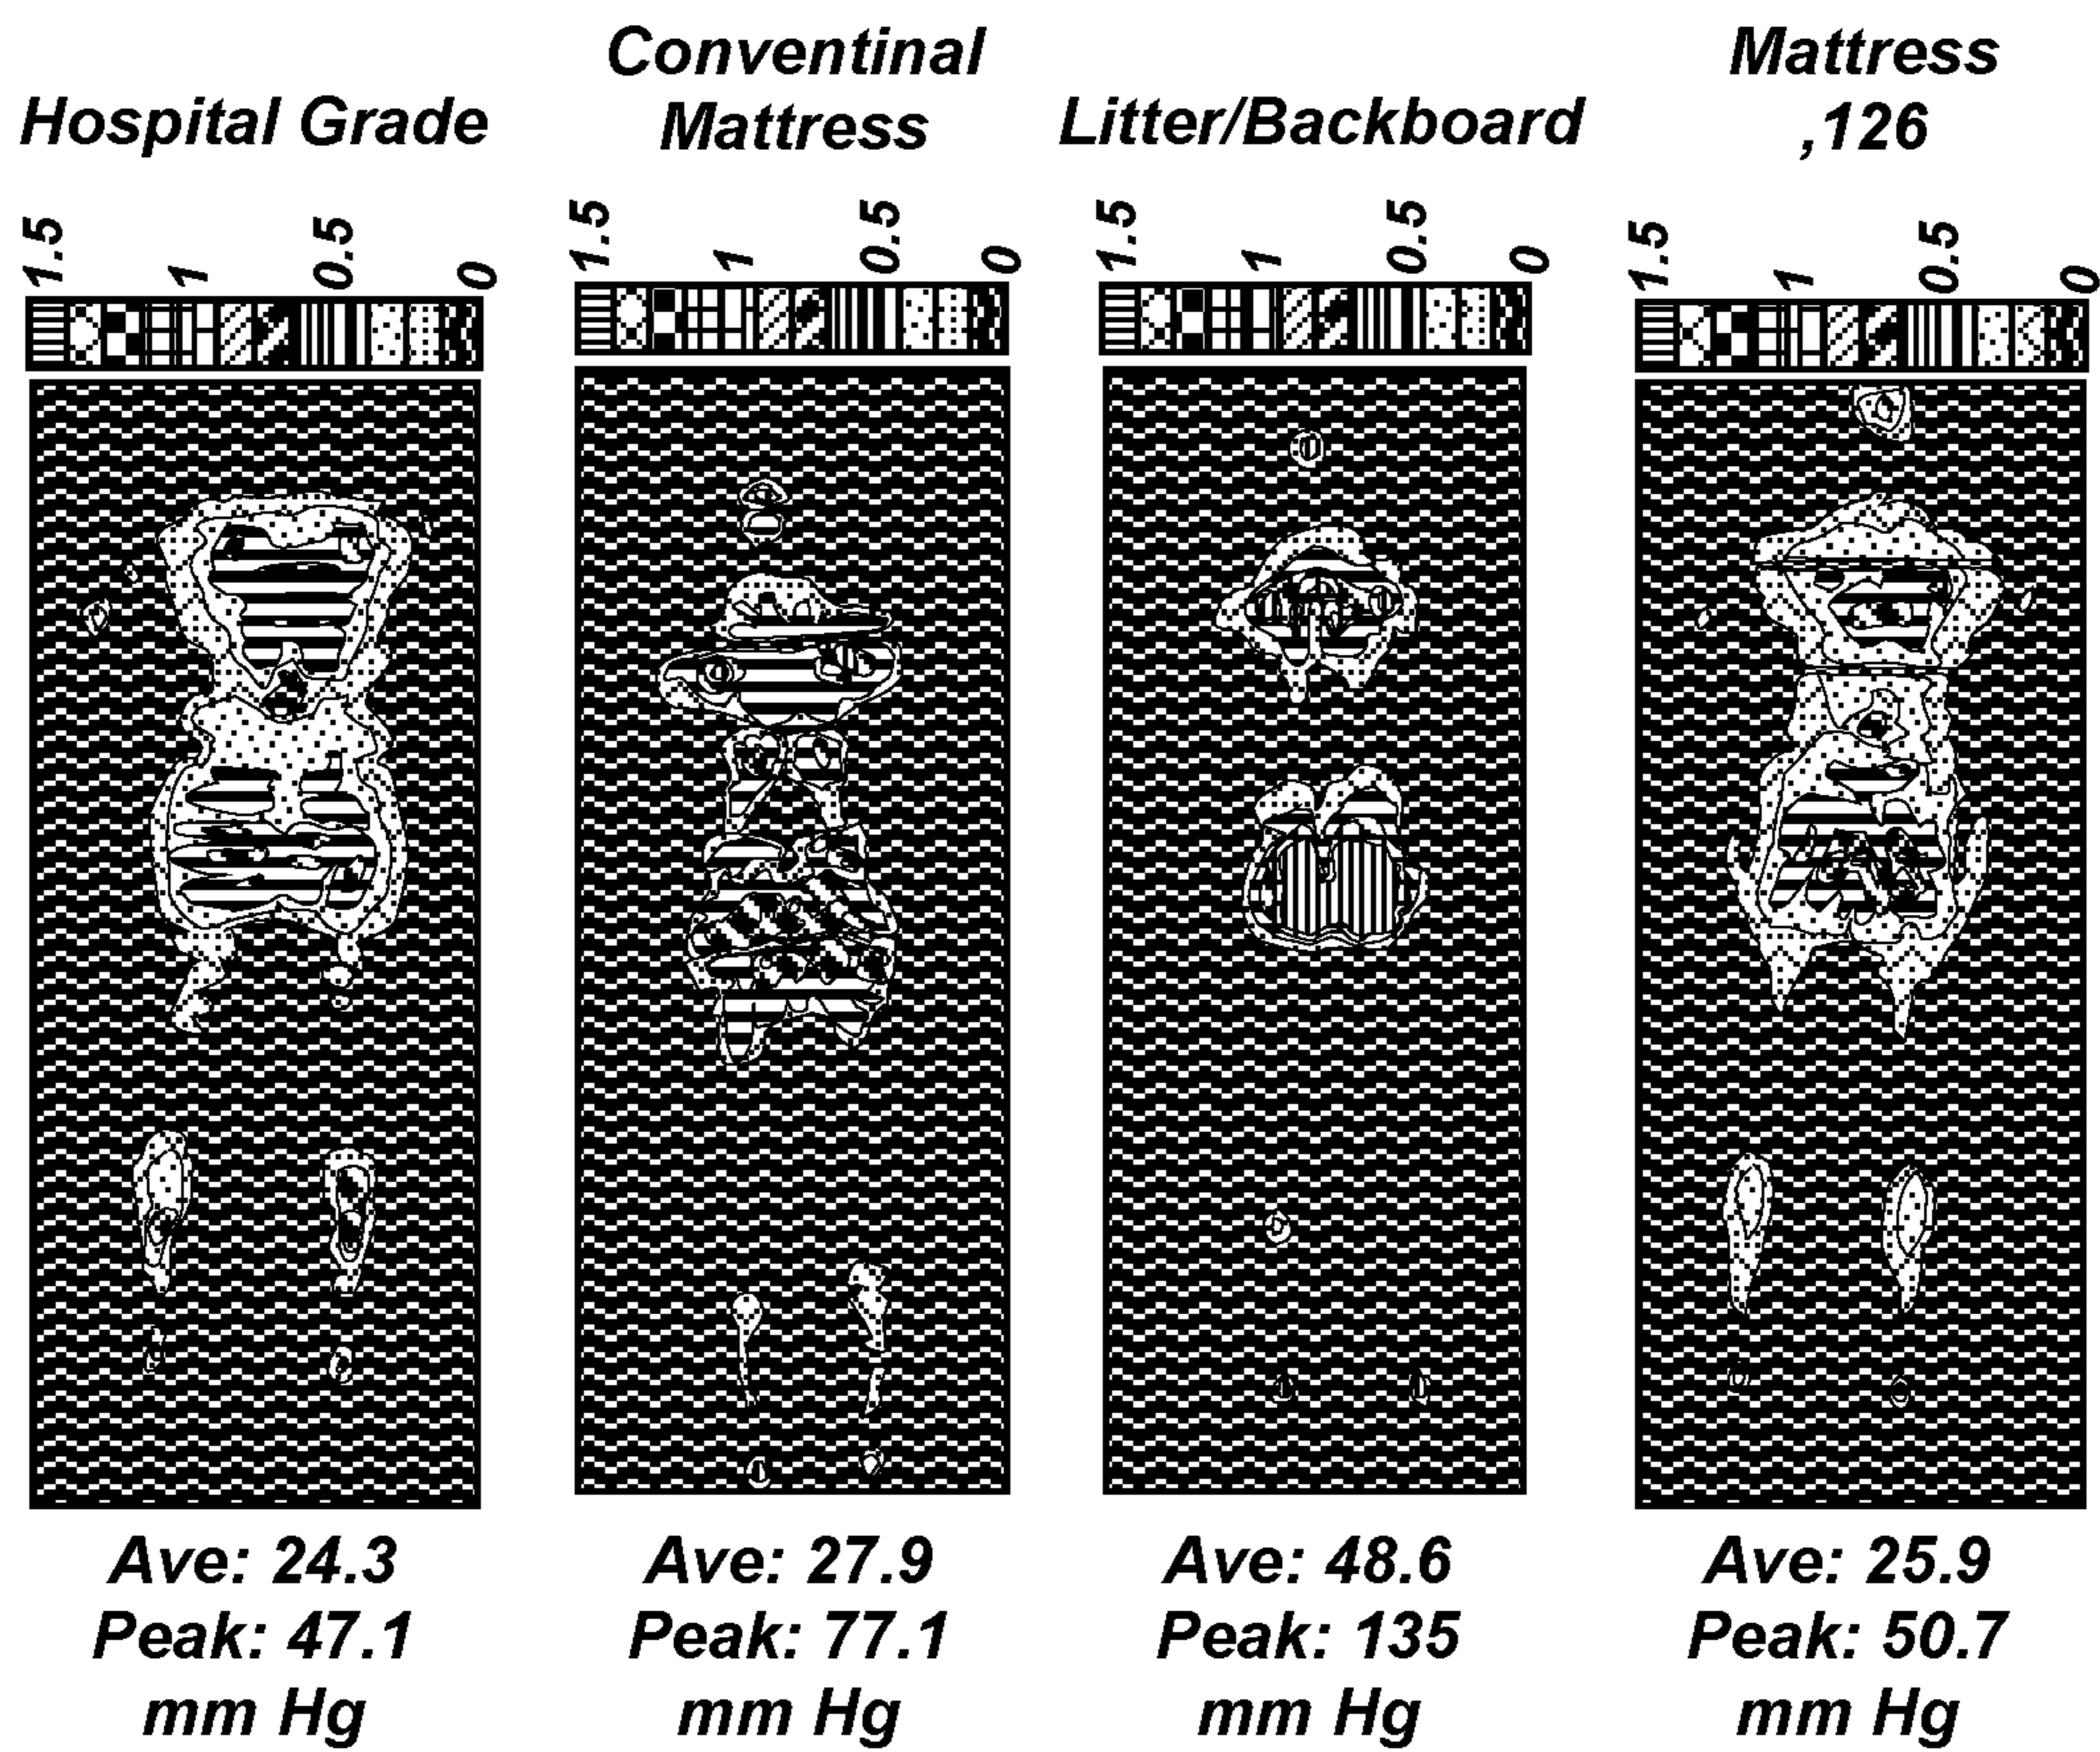 Hospital Grade
Conventinal
Mattress
Litter/Backboard
Mattress
,126
1.5 1 0.5 0
1.5 1 0.5 0
1.5 1 0.5 0
1.5 1 0.5 0
Ave: 24.3
Peak: 47.1
mm Hg
Ave: 27.9
Peak: 77.1
mm Hg
Ave: 48.6
Peak: 135
mm Hg
Ave: 25.9
Peak: 50.7
mm Hg